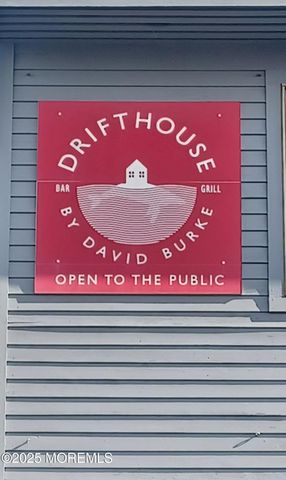 DRIFTHOUSE
BAR GRILL
BY DAVID BURKE
OPEN TO THE PUBLIC
©2025 MOREMLS